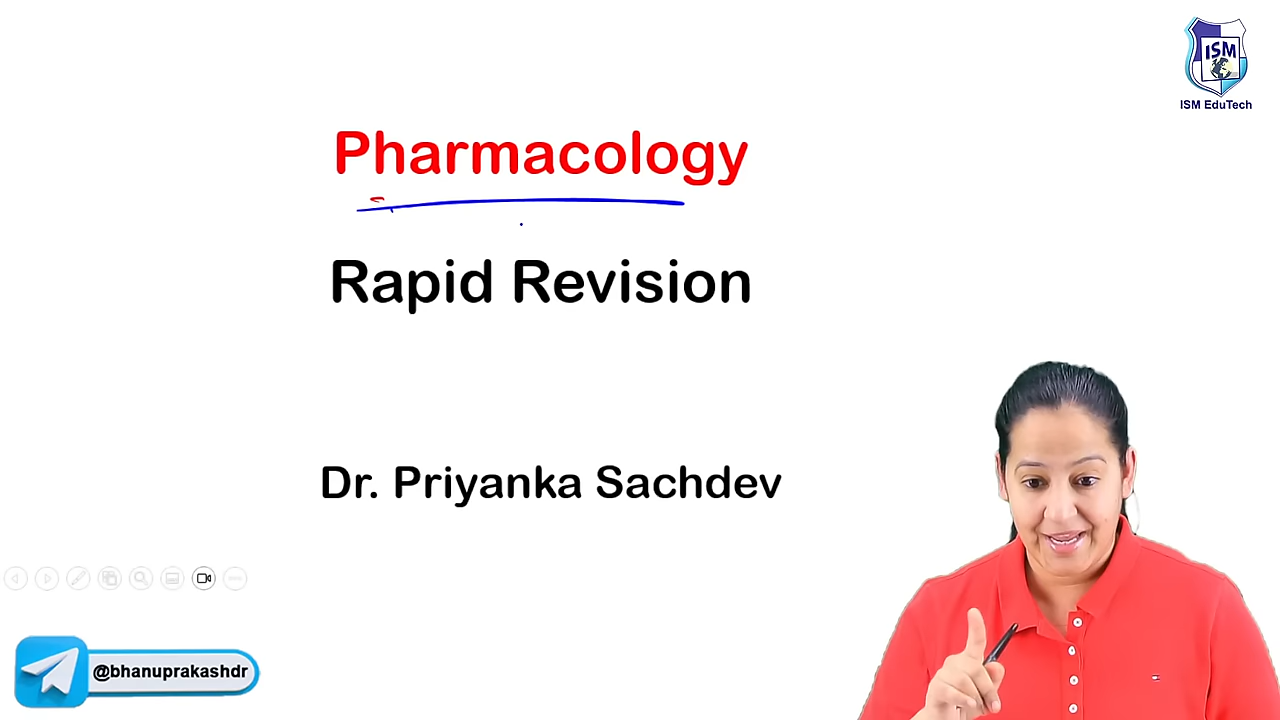 ISM
ISM EduTech
Pharmacology
Rapid Revision
Dr. Priyanka Sachdev
@bhanuprakashdr